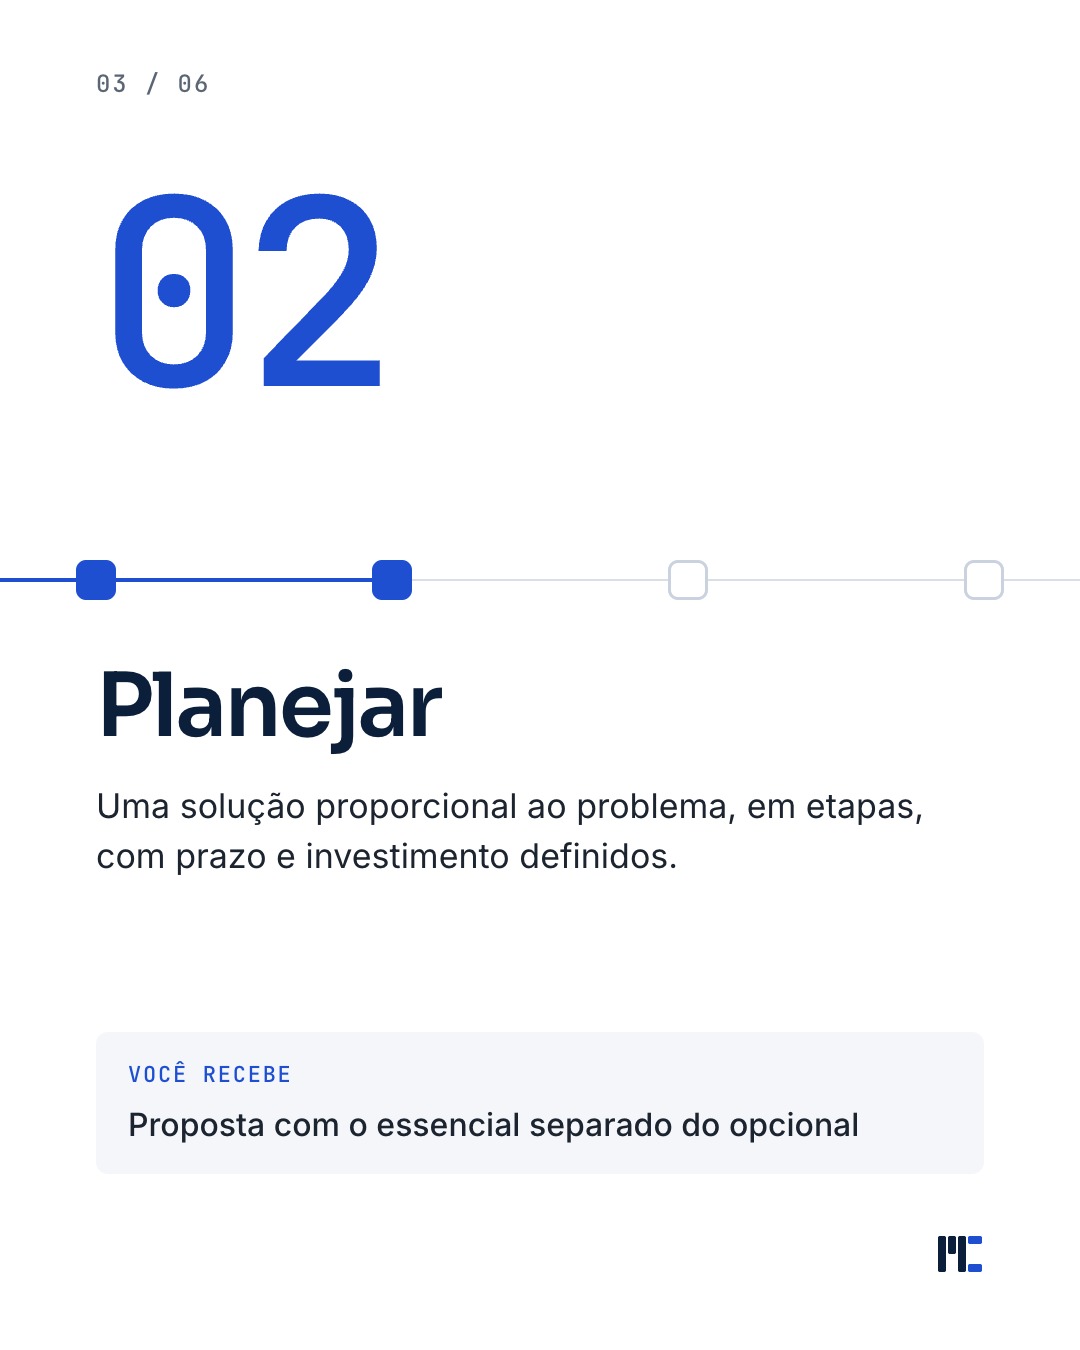 03 / 06
02
Planejar
Uma solução proporcional ao problema, em etapas,
com prazo e investimento definidos.
VOCÊ RECEBE
Proposta com o essencial separado do opcional
MC